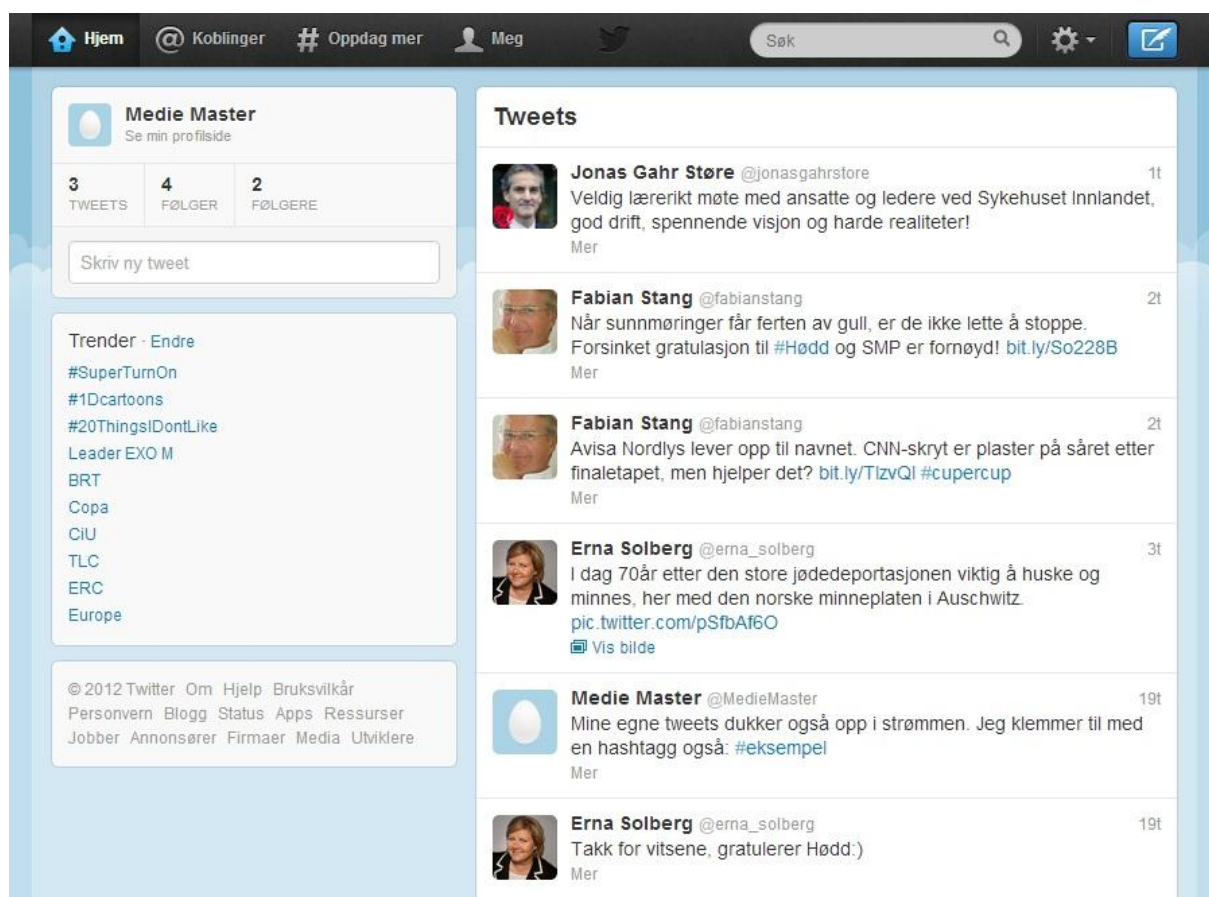 Hjem @ Koblinger # Oppdag mer Meg Søk
Medie Master
Se min profilside
3 4 2
TWEETS FØLGER FØLGERE
Skriv ny tweet
Trender · Endre
#SuperTurnOn
#1Dcartoons
#20ThingsIDontLike
Leader EXO M
BRT
Copa
CiU
TLC
ERC
Europe
© 2012 Twitter Om Hjelp Bruksvilkår
Personvern Blogg Status Apps Ressurser
Jobber Annonsører Firmaer Media Utviklere
Tweets
Jonas Gahr Støre @jonasgahrstore 1t
Veldig lærerikt møte med ansatte og ledere ved Sykehuset Innlandet,
god drift, spennende visjon og harde realiteter!
Mer
Fabian Stang @fabianstang 2t
Når sunnmøringer får ferten av gull, er de ikke lette å stoppe.
Forsinket gratulasjon til #Hødd og SMP er fornøyd! bit.ly/So228B
Mer
Fabian Stang @fabianstang 2t
Avisa Nordlys lever opp til navnet. CNN-skryt er plaster på såret etter
finaletapet, men hjelper det? bit.ly/TlzvQl #cupercup
Mer
Erna Solberg @erna_solberg 3t
I dag 70år etter den store jødedeportasjonen viktig å huske og
minnes, her med den norske minneplaten i Auschwitz.
pic.twitter.com/pSfbAf6O
Vis bilde
Medie Master @MedieMaster 19t
Mine egne tweets dukker også opp i strømmen. Jeg klemmer til med
en hashtagg også: #eksempel
Mer
Erna Solberg @erna_solberg 19t
Takk for vitsene, gratulerer Hødd:)
Mer